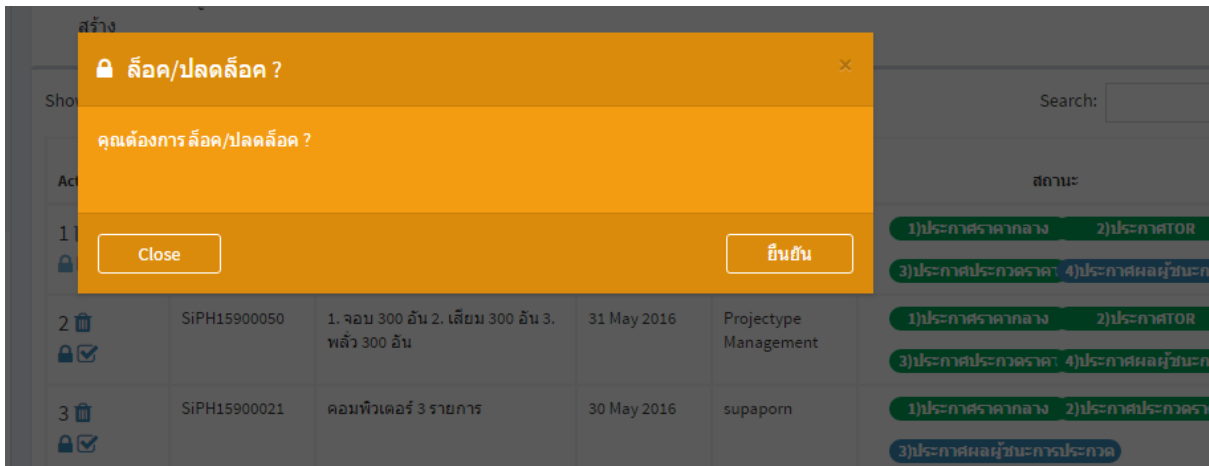 สร้าง
ล็อค/ปลดล็อค ?
×
Search:
คุณต้องการ ล็อค/ปลดล็อค ?
สถานะ
1 1)ประกาศราคากลาง 2)ประกาศTOR
Close ยืนยัน
3)ประกาศประกวดราคา 4)ประกาศผลผู้ชนะ
2 SiPH15900050 1. จอบ 300 อัน 2. เสียม 300 อัน 3. 31 May 2016 Projectype 1)ประกาศราคากลาง 2)ประกาศTOR
พลั่ว 300 อัน Management
3)ประกาศประกวดราคา 4)ประกาศผลผู้ชนะ
3 SiPH15900021 คอมพิวเตอร์ 3 รายการ 30 May 2016 supaporn 1)ประกาศราคากลาง 2)ประกาศประกวดรา
3)ประกาศผลผู้ชนะการประกวด